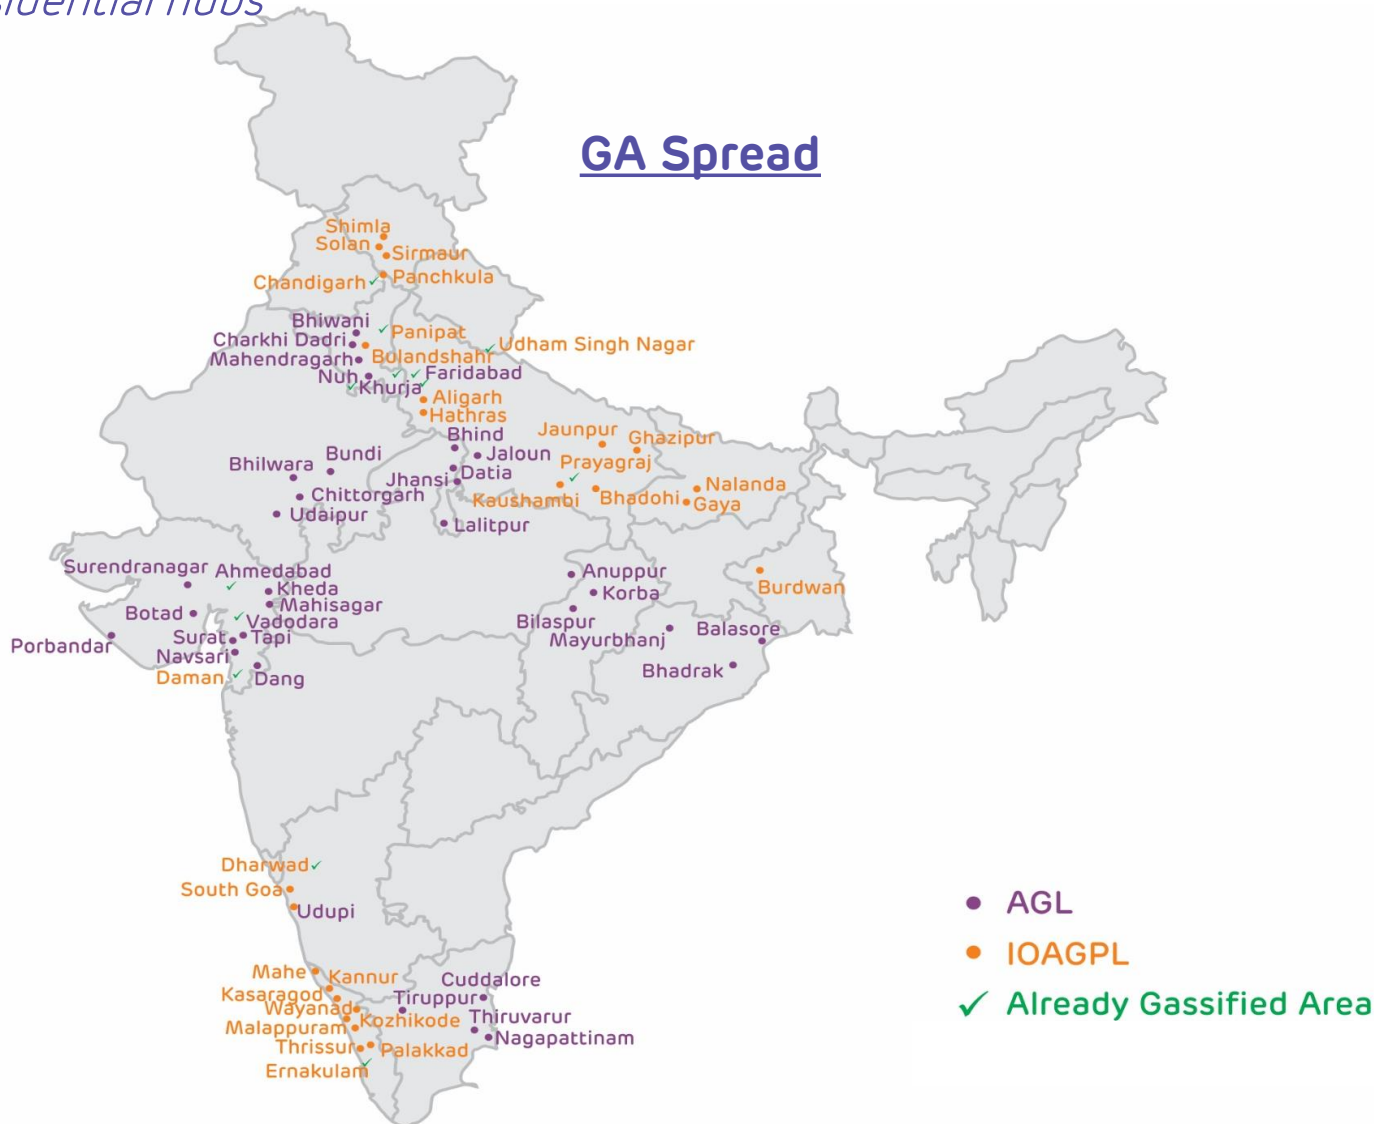 sidential hubs
GA Spread
Shimla
Solan
Sirmaur
Chandigarh
Panchkula
Bhiwani
Panipat
Charkhi Dadri
Udham Singh Nagar
Mahendragarh
Bulandshahr
Nuh
Faridabad
Khurja
Aligarh
Hathras
Jaunpur
Ghazipur
Bhind
Bundi
Jaloun
Bhilwara
Prayagraj
Jhansi
Datia
Nalanda
Chittorgarh
Kaushambi
Bhadohi
Gaya
Udaipur
Lalitpur
Surendranagar
Ahmedabad
Anuppur
Kheda
Burdwan
Korba
Mahisagar
Botad
Vadodara
Bilaspur
Balasore
Surat
Tapi
Mayurbhanj
Porbandar
Navsari
Bhadrak
Daman
Dang
Dharwad
South Goa
Udupi
AGL
IOAGPL
Already Gassified Area
Mahe
Kannur
Cuddalore
Kasaragod
Tiruppur
Wayanad
Kozhikode
Thiruvarur
Malappuram
Nagapattinam
Thrissur
Palakkad
Ernakulam